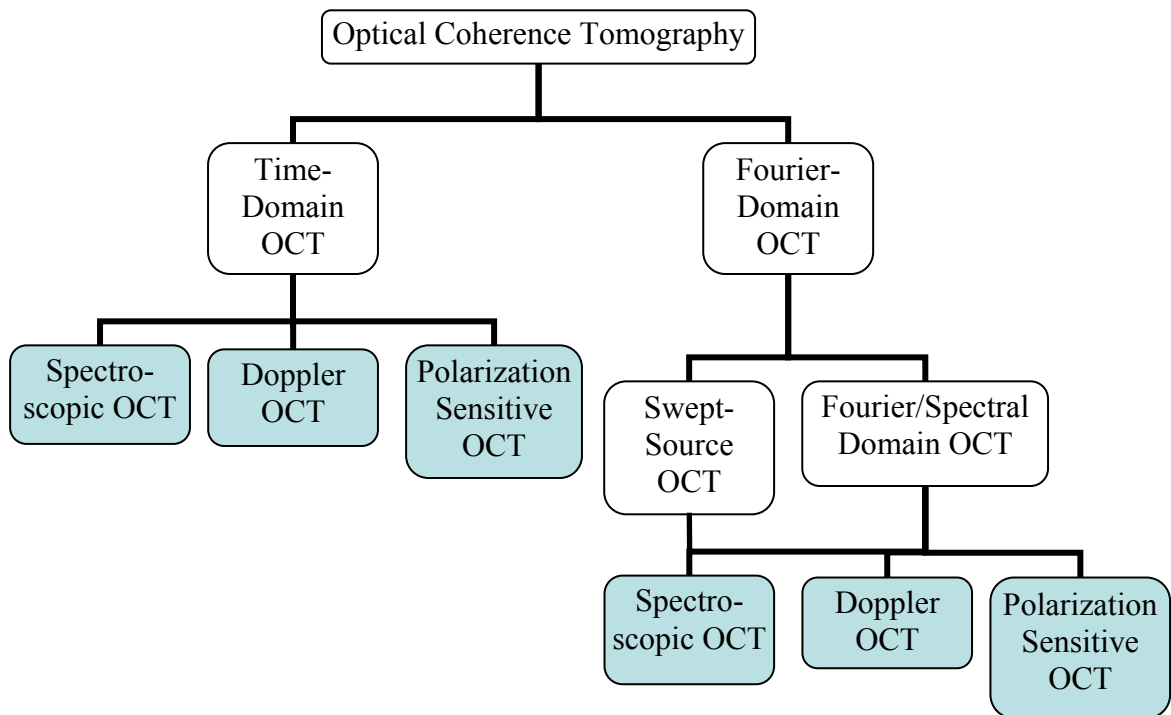 Optical Coherence Tomography
Time-
Domain
OCT
Fourier-
Domain
OCT
Spectro-
scopic OCT
Doppler
OCT
Polarization
Sensitive
OCT
Swept-
Source
OCT
Fourier/Spectral
Domain OCT
Spectro-
scopic OCT
Doppler
OCT
Polarization
Sensitive
OCT